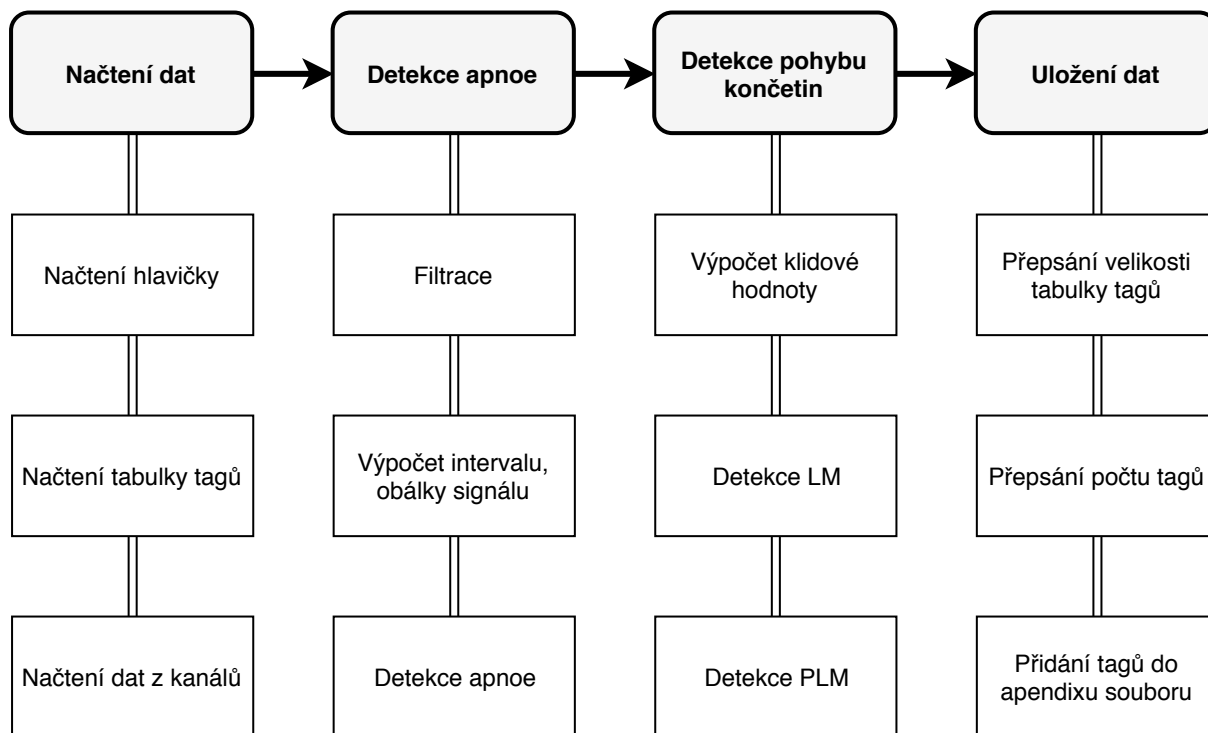 Načtení dat
Detekce apnoe
Detekce pohybu
končetin
Uložení dat
Načtení hlavičky
Filtrace
Výpočet klidové
hodnoty
Přepsání velikosti
tabulky tagů
Načtení tabulky tagů
Výpočet intervalu,
obálky signálu
Detekce LM
Přepsání počtu tagů
Načtení dat z kanálů
Detekce apnoe
Detekce PLM
Přidání tagů do
apendixu souboru